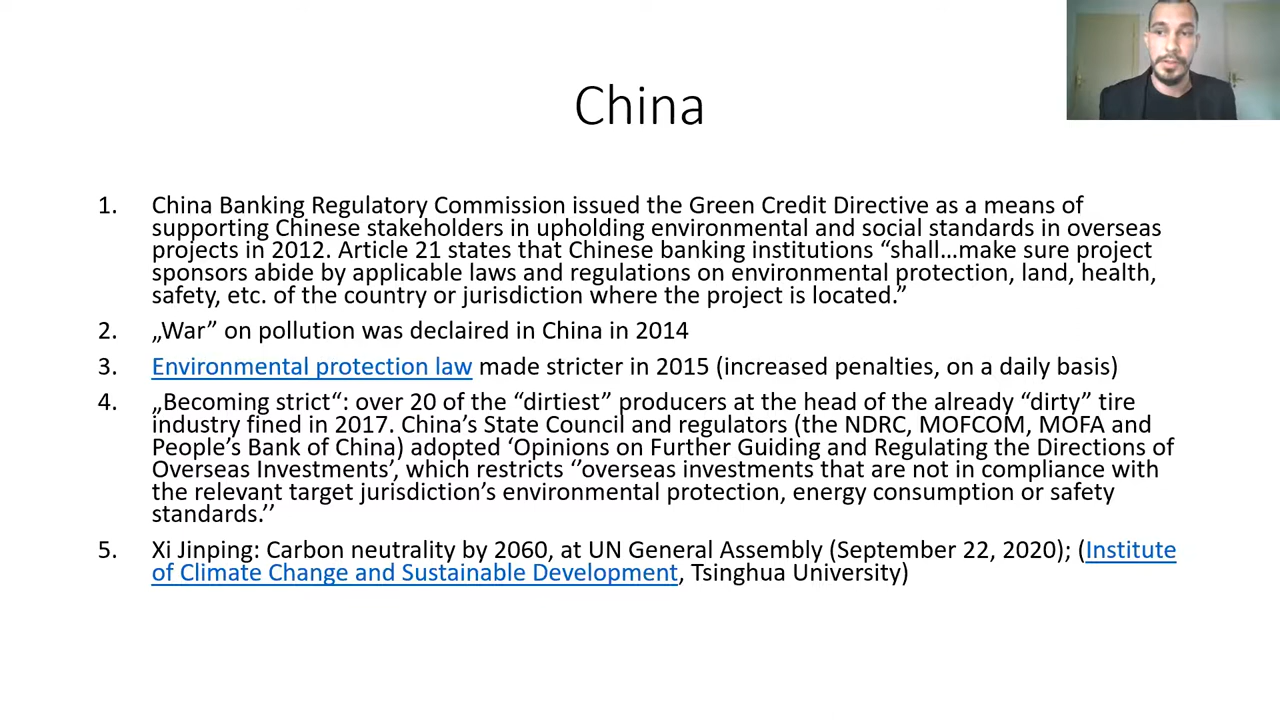 China
1. China Banking Regulatory Commission issued the Green Credit Directive as a means of
supporting Chinese stakeholders in upholding environmental and social standards in overseas
projects in 2012. Article 21 states that Chinese banking institutions “shall…make sure project
sponsors abide by applicable laws and regulations on environmental protection, land, health,
safety, etc. of the country or jurisdiction where the project is located.”
2. „War” on pollution was declaired in China in 2014
3. Environmental protection law made stricter in 2015 (increased penalties, on a daily basis)
4. „Becoming strict“: over 20 of the “dirtiest” producers at the head of the already “dirty” tire
industry fined in 2017. China’s State Council and regulators (the NDRC, MOFCOM, MOFA and
People’s Bank of China) adopted ‘Opinions on Further Guiding and Regulating the Directions of
Overseas Investments’, which restricts ‘’overseas investments that are not in compliance with
the relevant target jurisdiction’s environmental protection, energy consumption or safety
standards.’’
5. Xi Jinping: Carbon neutrality by 2060, at UN General Assembly (September 22, 2020); (Institute
of Climate Change and Sustainable Development, Tsinghua University)